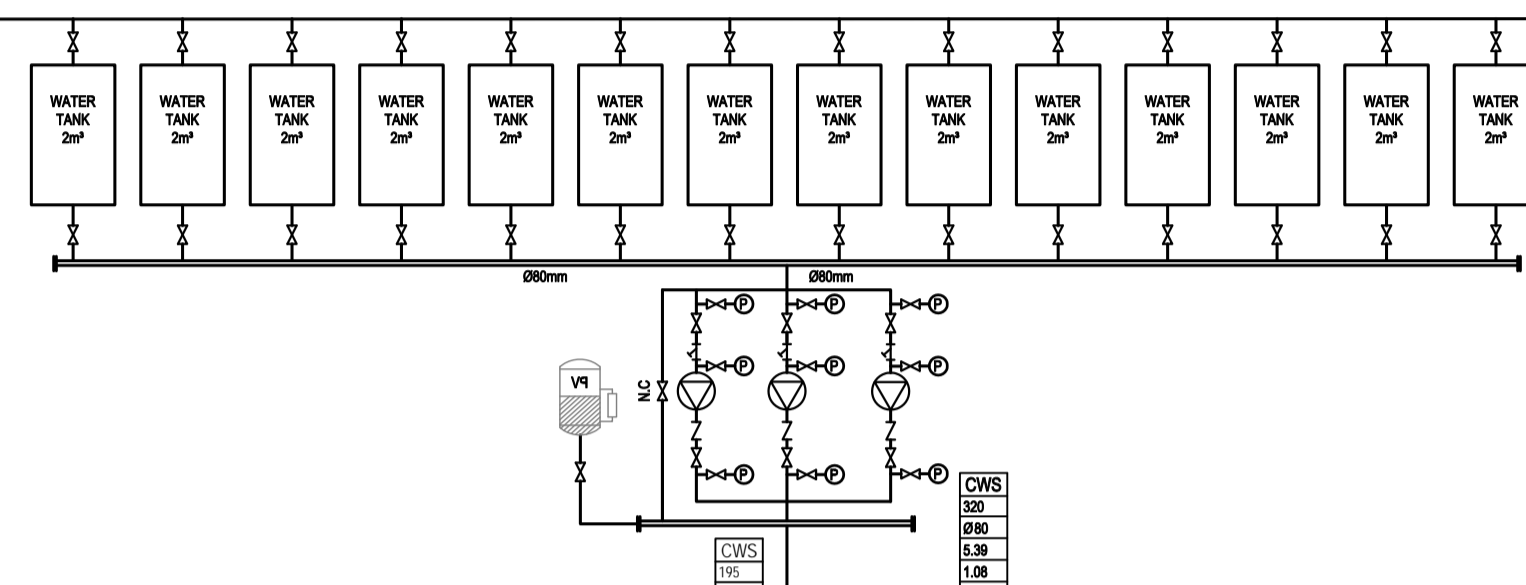 WATER
TANK
2m³
WATER
TANK
2m³
WATER
TANK
2m³
WATER
TANK
2m³
WATER
TANK
2m³
WATER
TANK
2m³
WATER
TANK
2m³
WATER
TANK
2m³
WATER
TANK
2m³
WATER
TANK
2m³
WATER
TANK
2m³
WATER
TANK
2m³
WATER
TANK
2m³
WATER
TANK
2m³
Ø80mm
Ø80mm
P
P
P
P
P
P
PV
N.C
P
P
P
CWS
320
Ø80
5.39
1.08
CWS
195